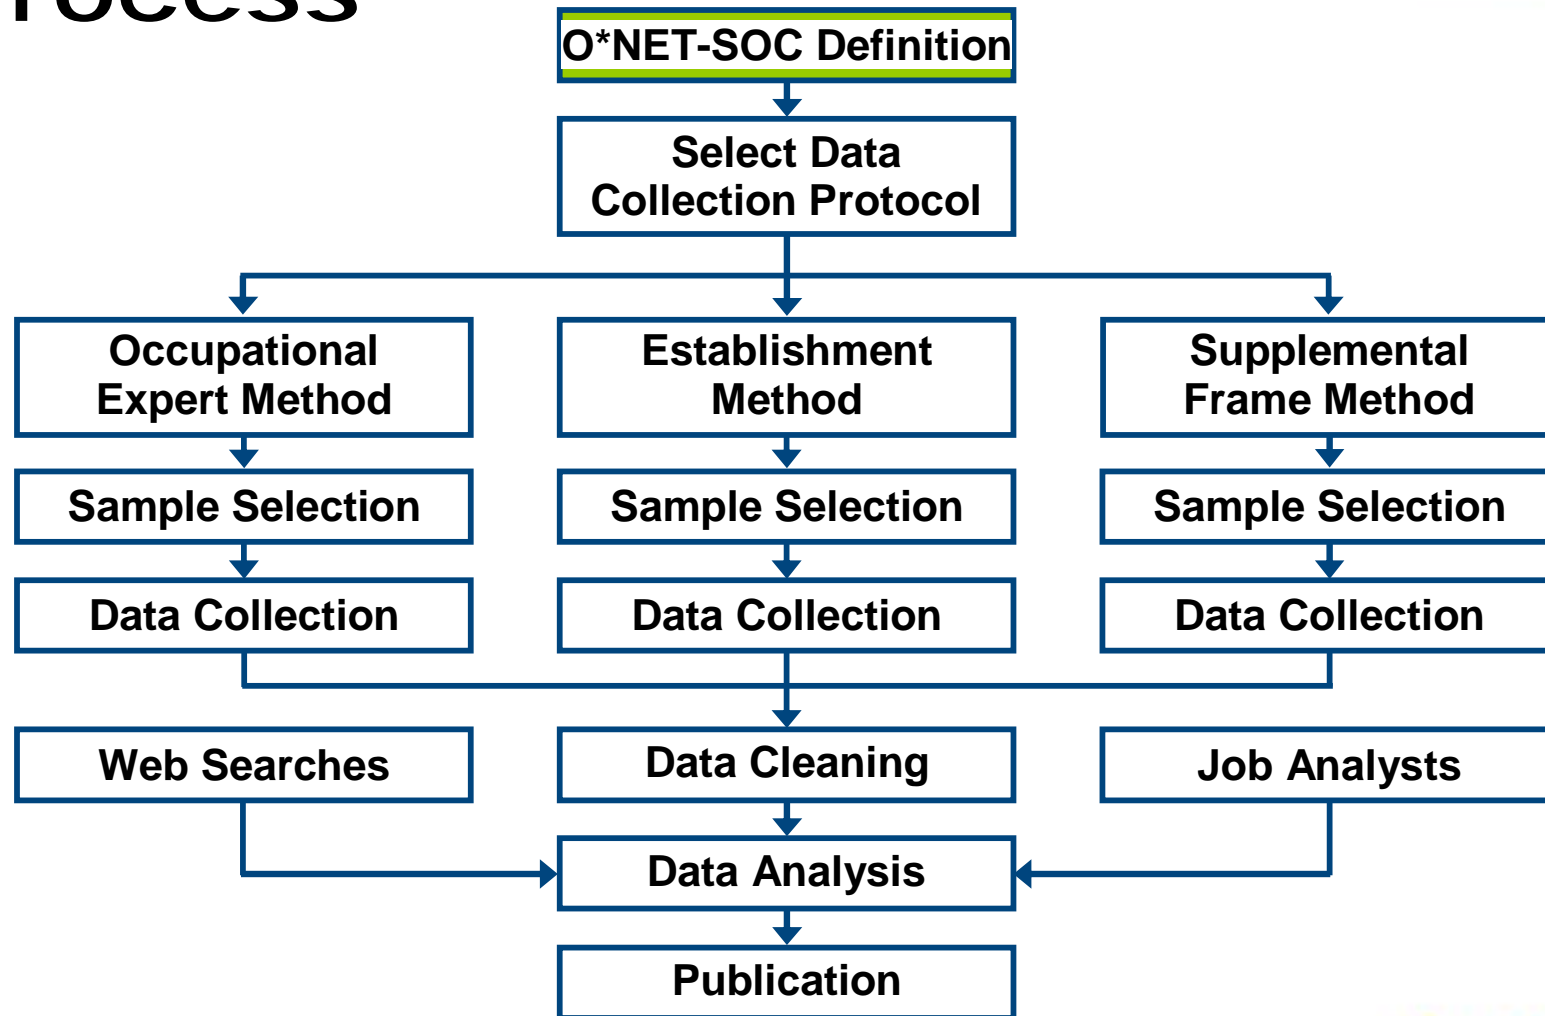 rocess
O*NET-SOC Definition
Select Data
Collection Protocol
Occupational
Expert Method
Establishment
Method
Supplemental
Frame Method
Sample Selection
Sample Selection
Sample Selection
Data Collection
Data Collection
Data Collection
Web Searches
Data Cleaning
Job Analysts
Data Analysis
Publication